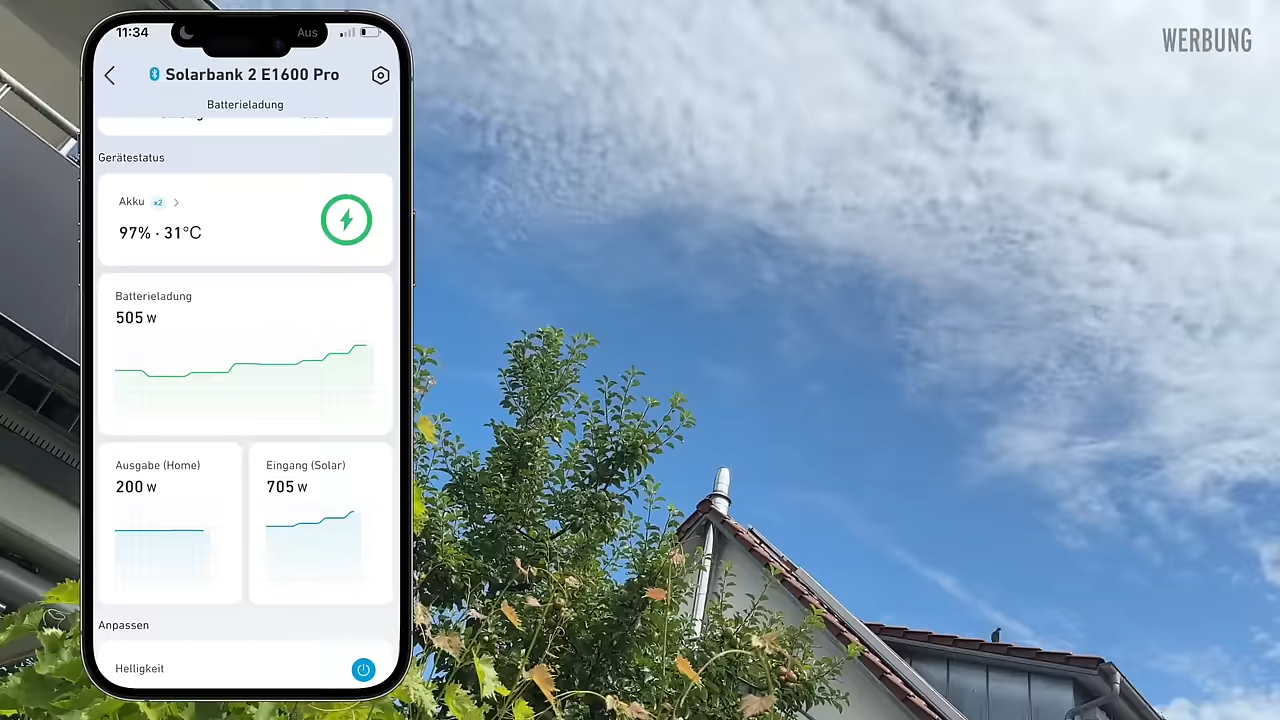 11:34
Aus
WERBUNG
Solarbank 2 E1600 Pro
Batterieladung
Gerätestatus
Akku x2
97% · 31°C
Batterieladung
505 W
Ausgabe (Home)
200 W
Eingang (Solar)
705 W
Anpassen
Helligkeit